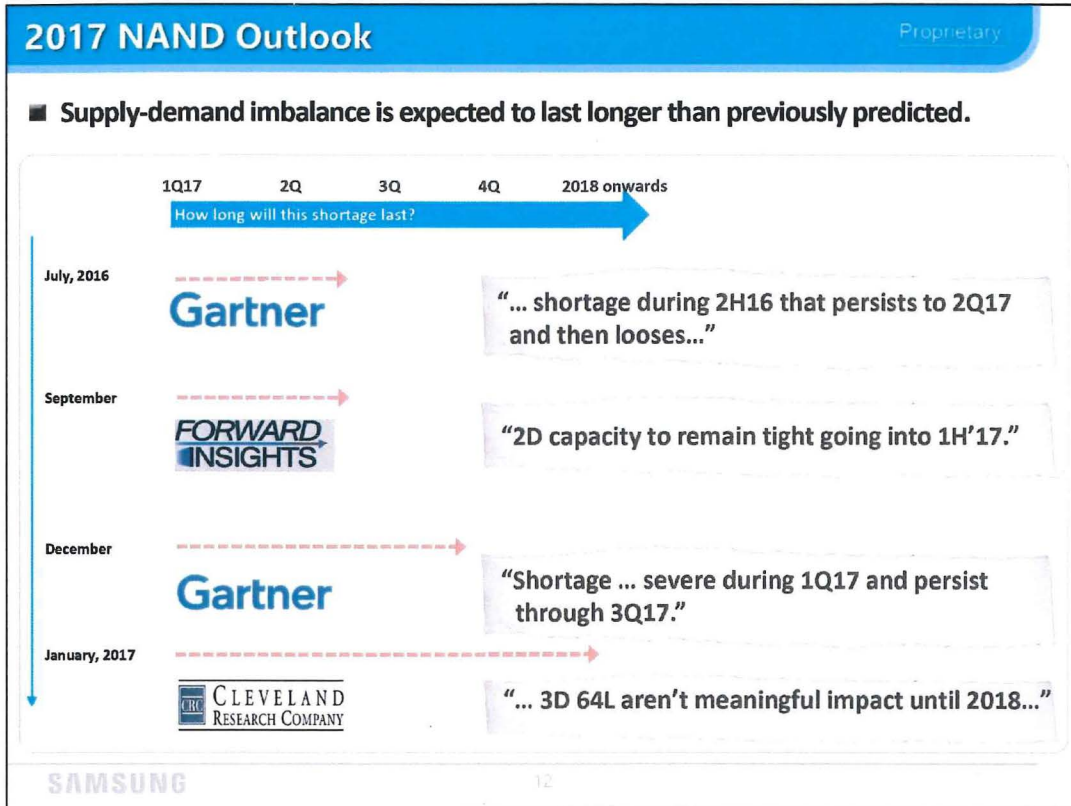 2017 NAND Outlook
Proprietary
■ Supply-demand imbalance is expected to last longer than previously predicted.
1Q17 2Q 3Q 4Q 2018 onwards
How long will this shortage last?
July, 2016
Gartner
“... shortage during 2H16 that persists to 2Q17
and then looses...”
September
FORWARD
INSIGHTS
“2D capacity to remain tight going into 1H’17.”
December
Gartner
“Shortage ... severe during 1Q17 and persist
through 3Q17.”
January, 2017
CRC CLEVELAND
RESEARCH COMPANY
“... 3D 64L aren’t meaningful impact until 2018...”
SAMSUNG
12